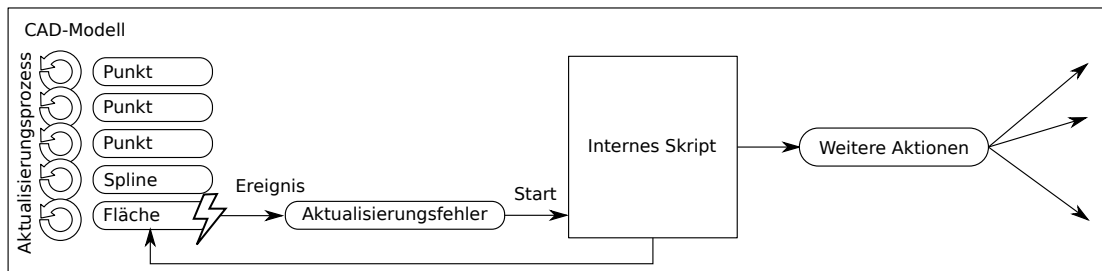 CAD-Modell
Aktualisierungsprozess
Punkt
Punkt
Punkt
Spline
Fläche
Ereignis
Aktualisierungsfehler
Start
Internes Skript
Weitere Aktionen